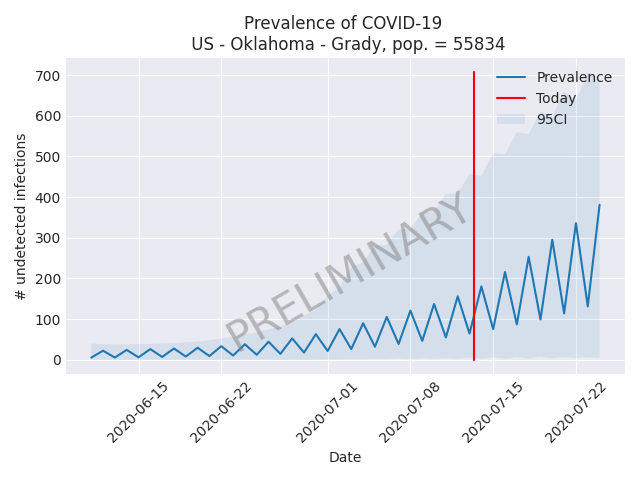 Prevalence of COVID-19
US - Oklahoma - Grady, pop. = 55834
700
600
500
400
300
200
100
0
# undetected infections
Prevalence
Today
95CI
PRELIMINARY
2020-06-15
2020-06-22
2020-07-01
2020-07-08
2020-07-15
2020-07-22
Date